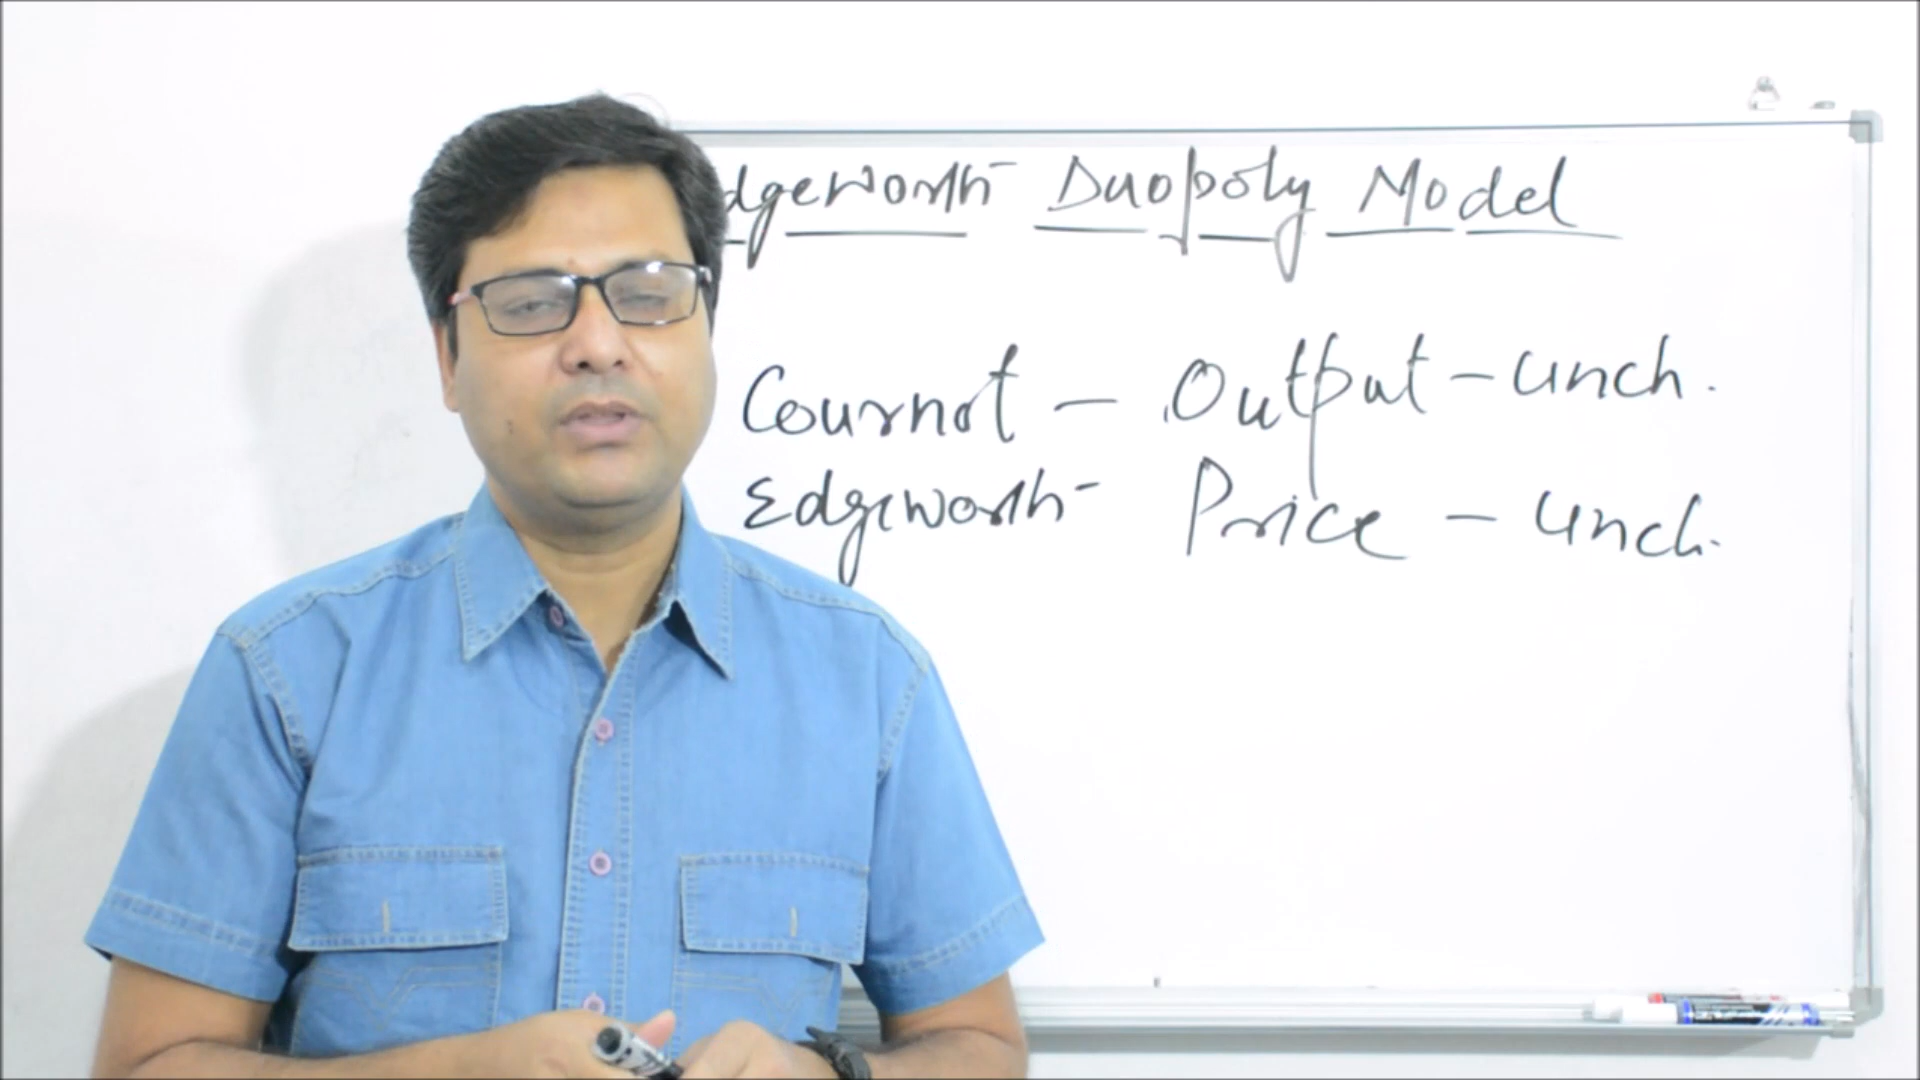 dgeworth Duopoly Model
Cournot - Output - unch.
Edgeworth - Price - unch.